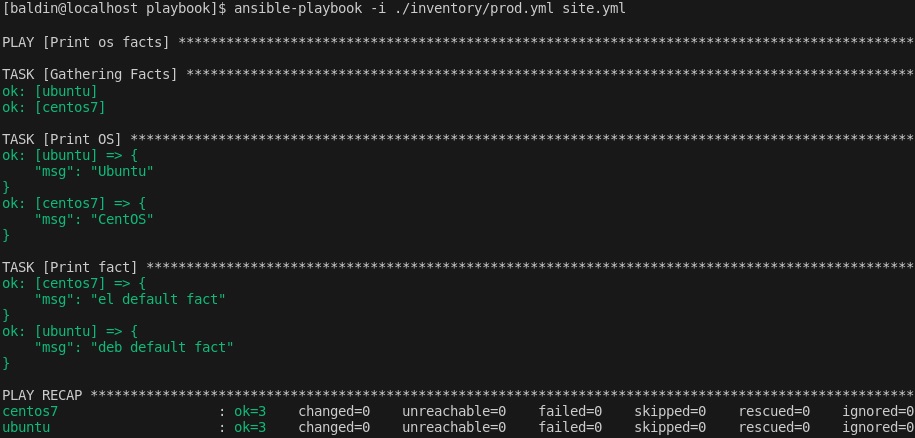 [baldin@localhost playbook]$ ansible-playbook -i ./inventory/prod.yml site.yml
PLAY [Print os facts] ********************************************************************************************
TASK [Gathering Facts] *******************************************************************************************
ok: [ubuntu]
ok: [centos7]
TASK [Print OS] **************************************************************************************************
ok: [ubuntu] => {
    "msg": "Ubuntu"
}
ok: [centos7] => {
    "msg": "CentOS"
}
TASK [Print fact] ************************************************************************************************
ok: [centos7] => {
    "msg": "el default fact"
}
ok: [ubuntu] => {
    "msg": "deb default fact"
}
PLAY RECAP *******************************************************************************************************
centos7                    : ok=3    changed=0    unreachable=0    failed=0    skipped=0    rescued=0    ignored=0
ubuntu                     : ok=3    changed=0    unreachable=0    failed=0    skipped=0    rescued=0    ignored=0